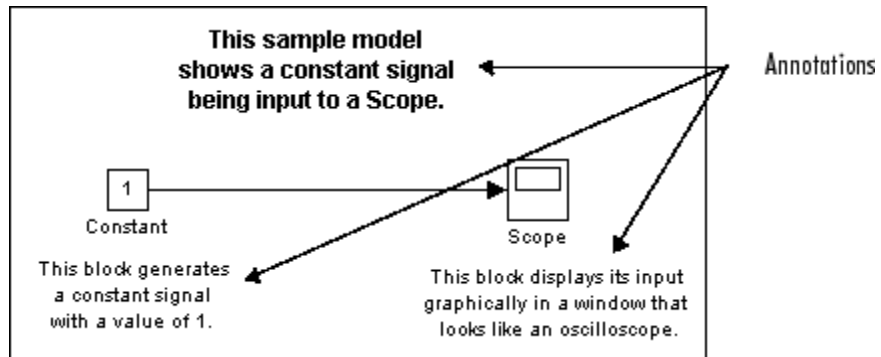 This sample model
shows a constant signal
being input to a Scope.
Annotations
1
Constant
Scope
This block generates
a constant signal
with a value of 1.
This block displays its input
graphically in a window that
looks like an oscilloscope.